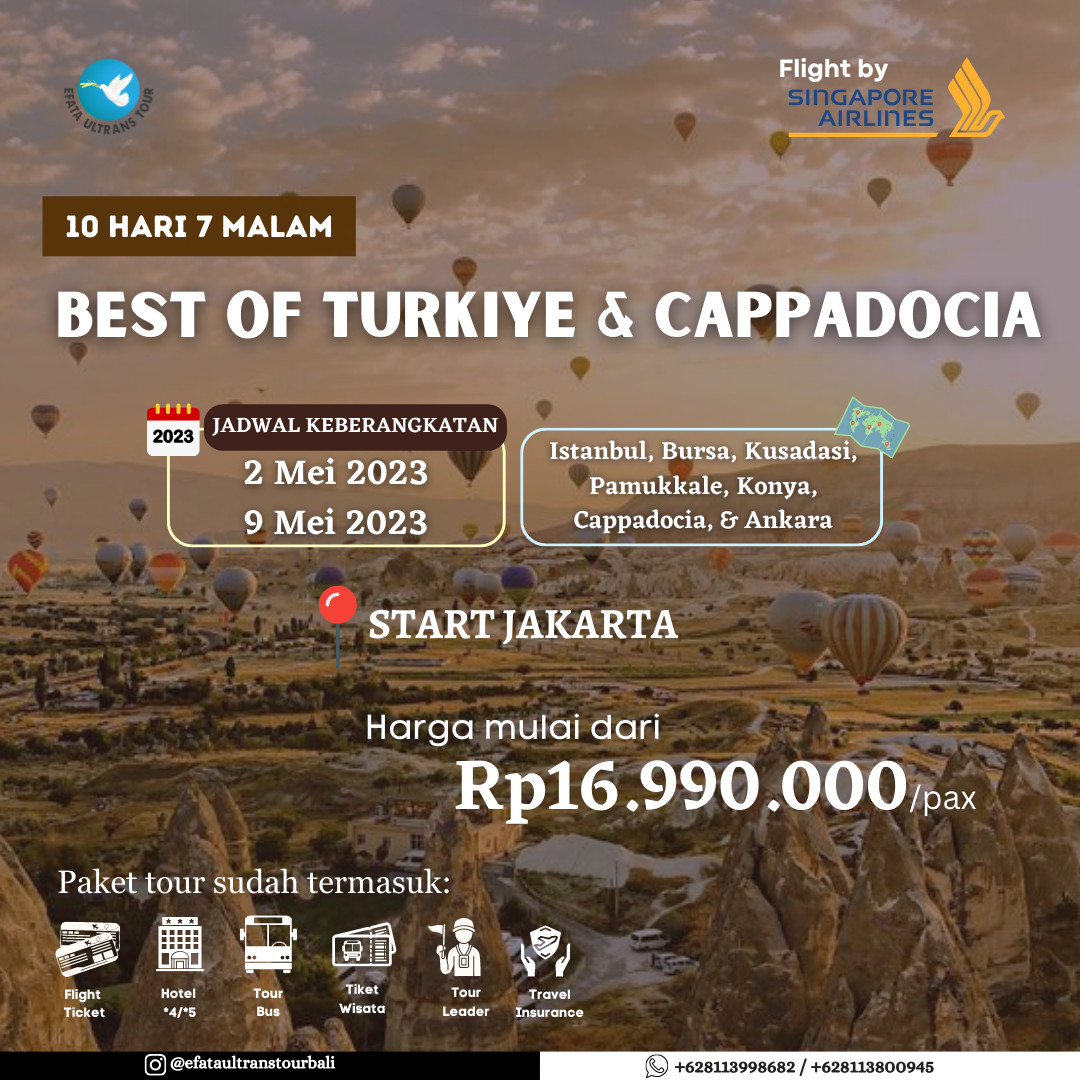 EFATA ULTRANS TOUR
Flight by
SINGAPORE
AIRLINES
10 HARI 7 MALAM
BEST OF TURKIYE & CAPPADOCIA
2023
JADWAL KEBERANGKATAN
2 Mei 2023
9 Mei 2023
Istanbul, Bursa, Kusadasi,
Pamukkale, Konya,
Cappadocia, & Ankara
START JAKARTA
Harga mulai dari
Rp16.990.000/pax
Paket tour sudah termasuk:
Flight
Ticket
Hotel
*4/*5
Tour
Bus
Tiket
Wisata
Tour
Leader
Travel
Insurance
@efataultranstourbali
+628113998682 / +628113800945